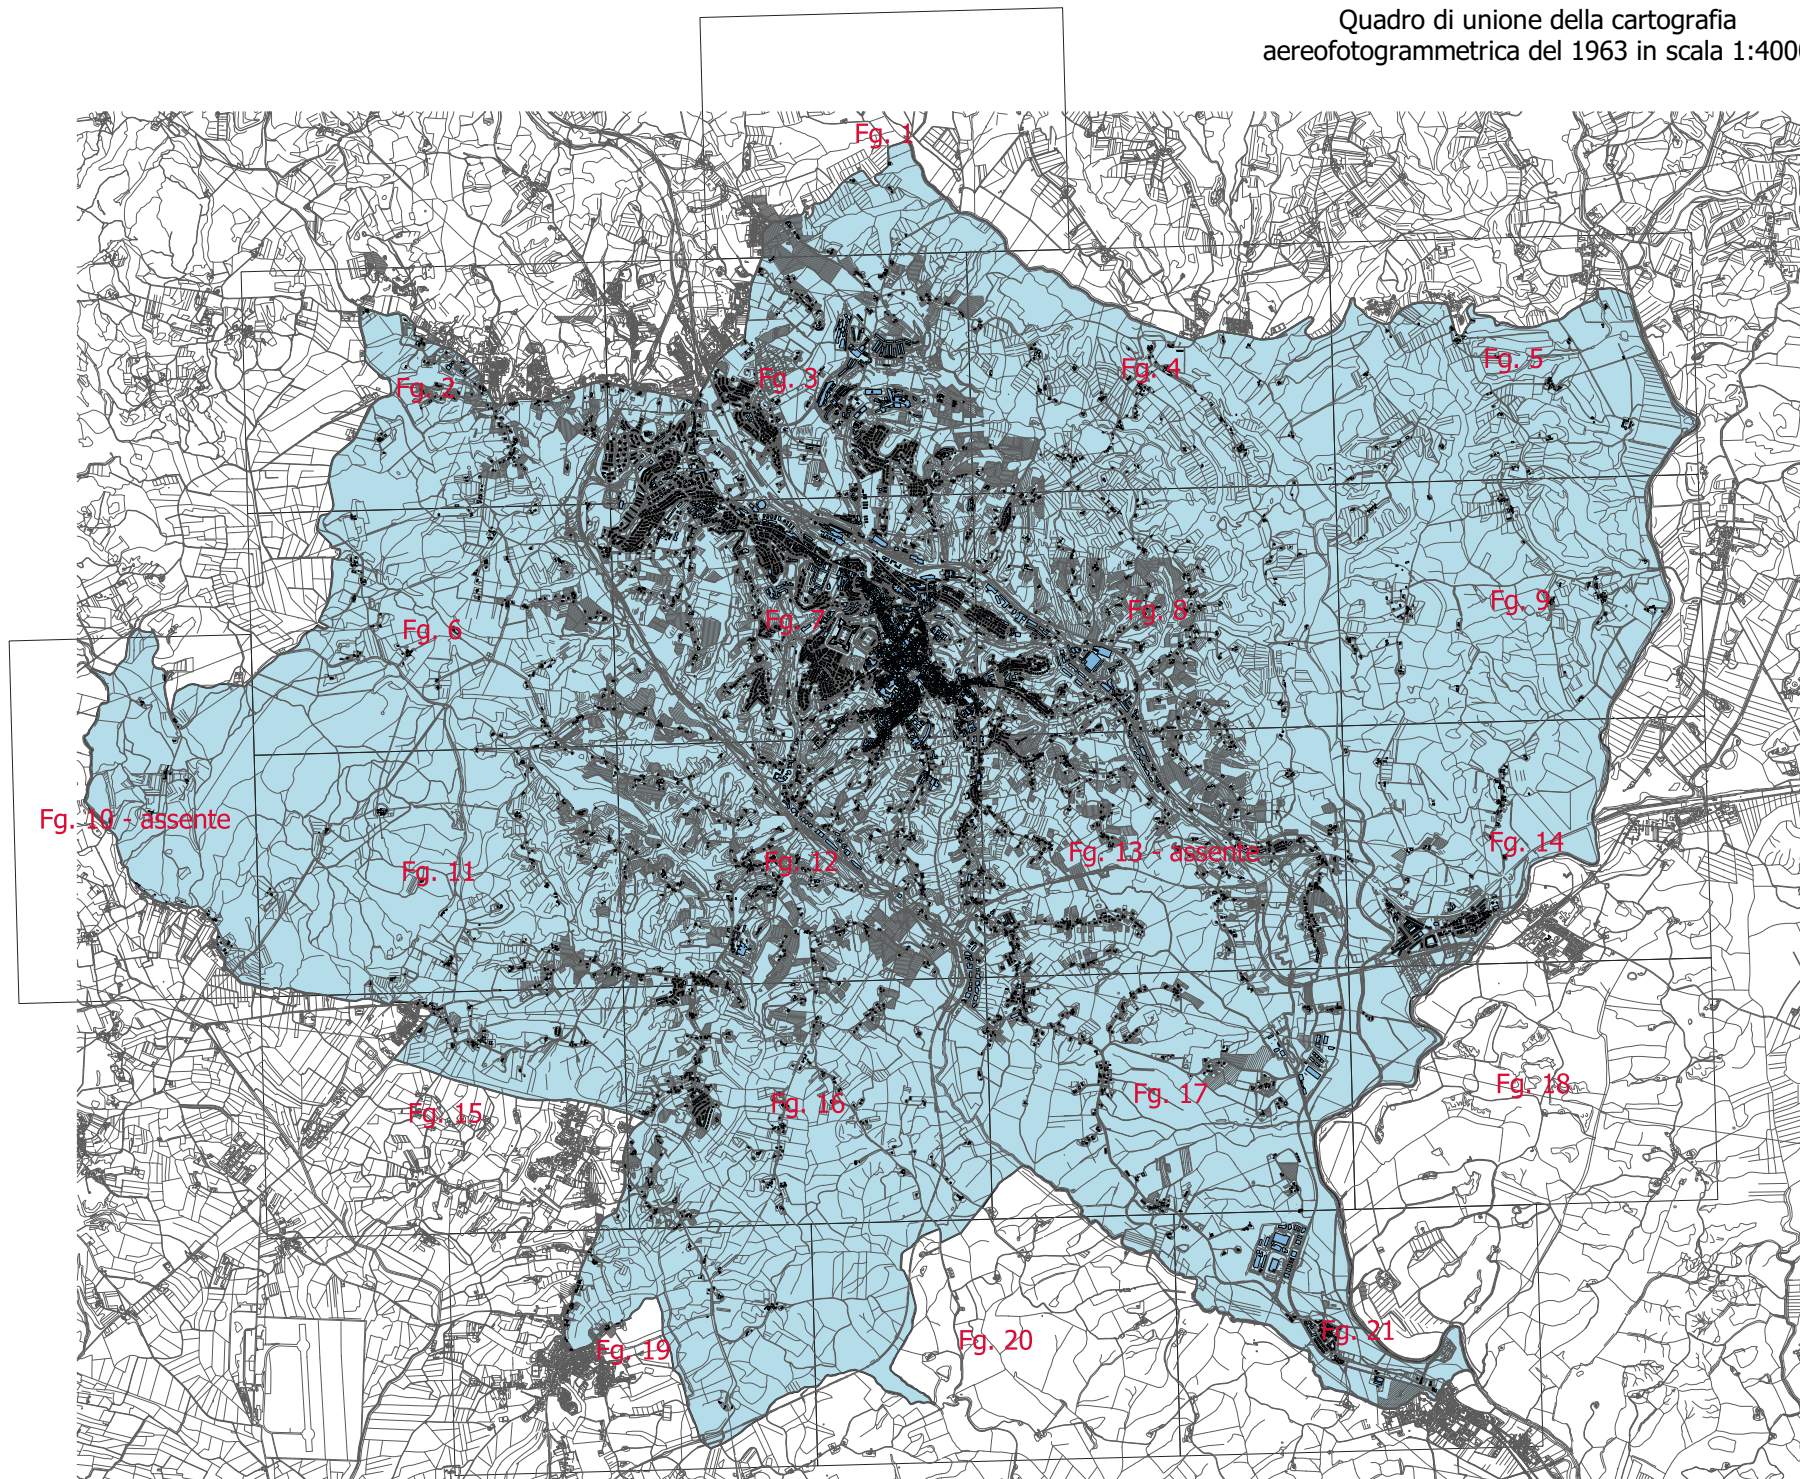 Quadro di unione della cartografia
aereofotogrammetrica del 1963 in scala 1:4000
Fg. 1
Fg. 2
Fg. 3
Fg. 4
Fg. 5
Fg. 6
Fg. 7
Fg. 8
Fg. 9
Fg. 10 - assente
Fg. 11
Fg. 12
Fg. 13 - assente
Fg. 14
Fg. 15
Fg. 16
Fg. 17
Fg. 18
Fg. 19
Fg. 20
Fg. 21